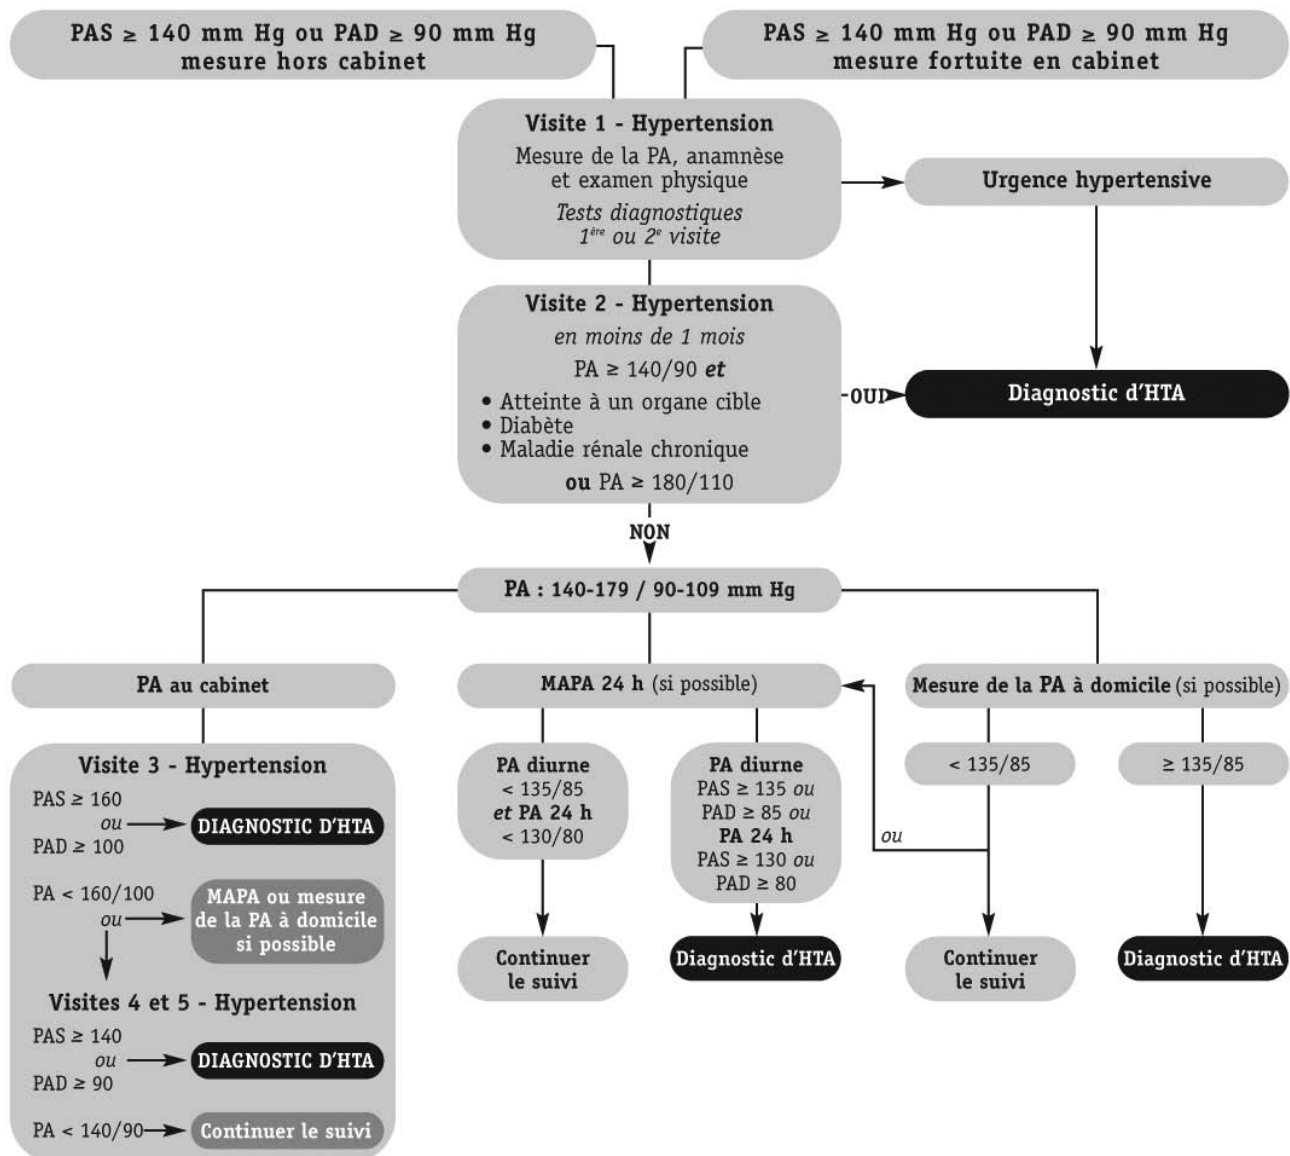 PAS ≥ 140 mm Hg ou PAD ≥ 90 mm Hg
mesure hors cabinet
PAS ≥ 140 mm Hg ou PAD ≥ 90 mm Hg
mesure fortuite en cabinet
Visite 1 - Hypertension
Mesure de la PA, anamnèse
et examen physique
Tests diagnostiques
1ère ou 2e visite
Urgence hypertensive
Visite 2 - Hypertension
en moins de 1 mois
PA ≥ 140/90 et
• Atteinte à un organe cible
• Diabète
• Maladie rénale chronique
ou PA ≥ 180/110
OUI
Diagnostic d'HTA
NON
PA : 140-179 / 90-109 mm Hg
PA au cabinet
Visite 3 - Hypertension
PAS ≥ 160
ou
PAD ≥ 100
DIAGNOSTIC D'HTA
PA < 160/100
ou
MAPA ou mesure
de la PA à domicile
si possible
Visites 4 et 5 - Hypertension
PAS ≥ 140
ou
PAD ≥ 90
DIAGNOSTIC D'HTA
PA < 140/90
Continuer le suivi
MAPA 24 h (si possible)
PA diurne
< 135/85
et PA 24 h
< 130/80
Continuer
le suivi
PA diurne
PAS ≥ 135 ou
PAD ≥ 85 ou
PA 24 h
PAS ≥ 130 ou
PAD ≥ 80
Diagnostic d'HTA
Mesure de la PA à domicile (si possible)
< 135/85
ou
Continuer
le suivi
≥ 135/85
Diagnostic d'HTA